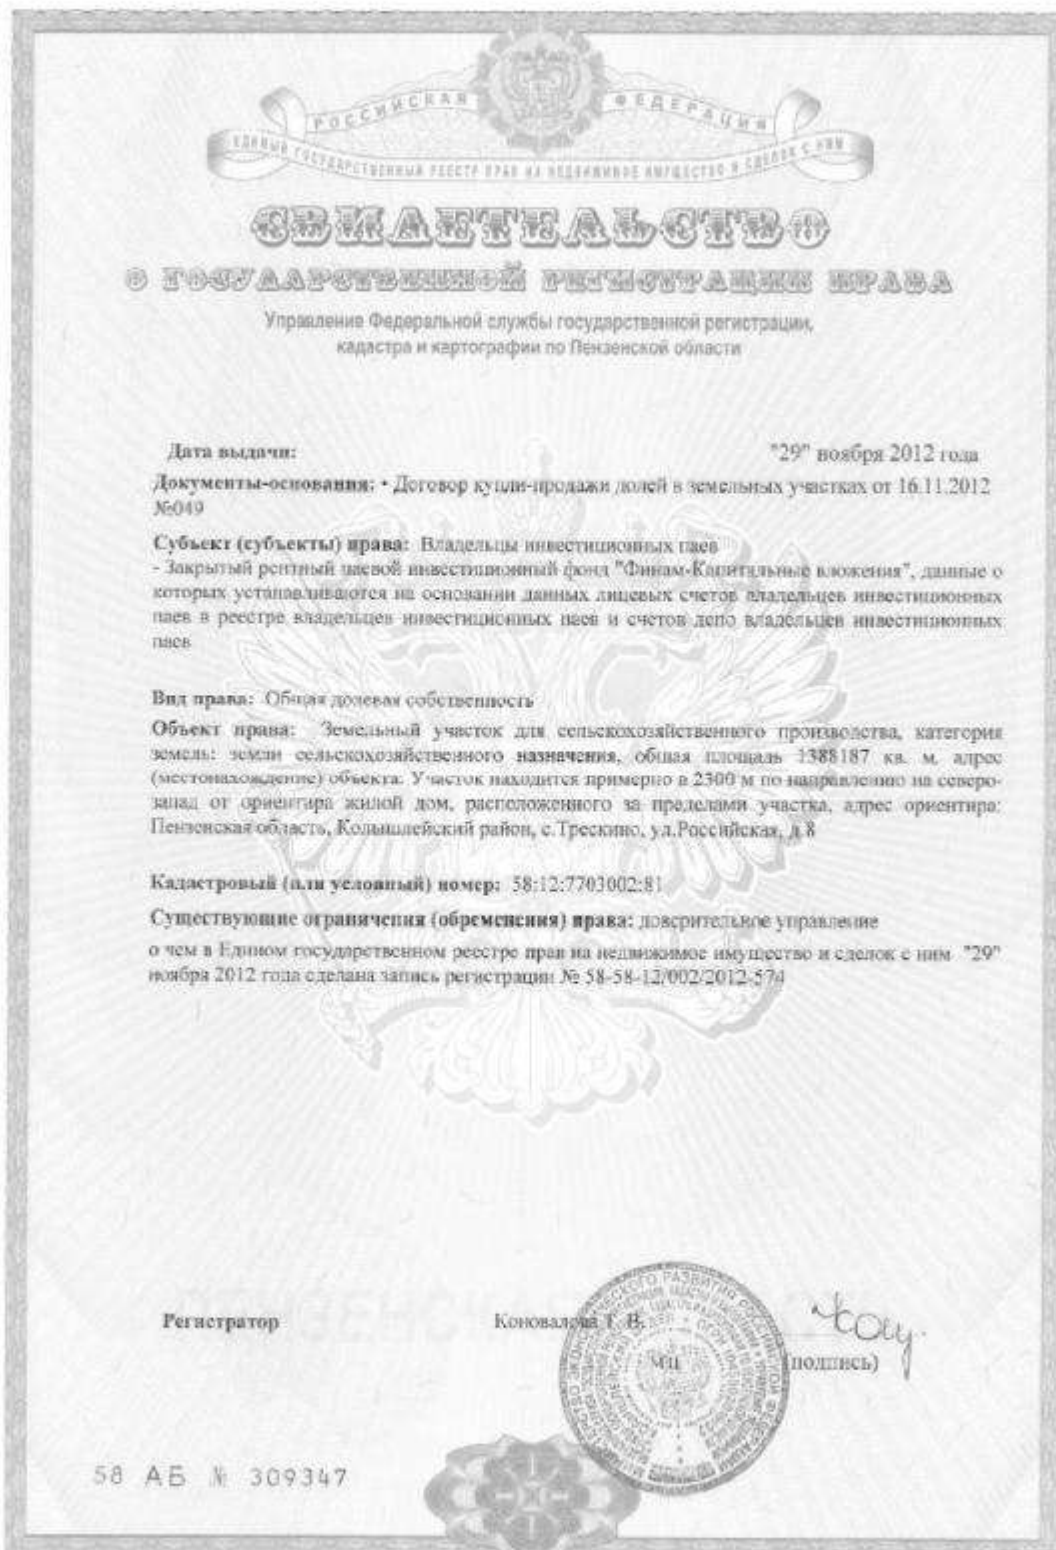 РОССИЙСКАЯ ФЕДЕРАЦИЯ
ЕДИНЫЙ ГОСУДАРСТВЕННЫЙ РЕЕСТР ПРАВ НА НЕДВИЖИМОЕ ИМУЩЕСТВО И СДЕЛОК С НИМ
СВИДЕТЕЛЬСТВО
О ГОСУДАРСТВЕННОЙ РЕГИСТРАЦИИ ПРАВА
Управление Федеральной службы государственной регистрации,
кадастра и картографии по Пензенской области
Дата выдачи: "29" ноября 2012 года
Документы-основания: • Договор купли-продажи долей в земельных участках от 16.11.2012
№049
Субъект (субъекты) права: Владельцы инвестиционных паев
- Закрытый рентный паевой инвестиционный фонд "Финам-Капитальные вложения", данные о
которых устанавливаются на основании данных лицевых счетов владельцев инвестиционных
паев в реестре владельцев инвестиционных паев и счетов депо владельцев инвестиционных
паев
Вид права: Общая долевая собственность
Объект права: Земельный участок для сельскохозяйственного производства, категория
земель: земли сельскохозяйственного назначения, общая площадь 1388187 кв. м, адрес
(местонахождение) объекта: Участок находится примерно в 2300 м по направлению на северо-
запад от ориентира жилой дом, расположенного за пределами участка, адрес ориентира:
Пензенская область, Колышлейский район, с.Трескино, ул.Российская, д.8
Кадастровый (или условный) номер: 58:12:7703002:81
Существующие ограничения (обременения) права: доверительное управление
о чем в Едином государственном реестре прав на недвижимое имущество и сделок с ним "29"
ноября 2012 года сделана запись регистрации № 58-58-12/002/2012-574
Регистратор Коновалова Т. В.
М.П. (подпись)
58 АБ № 309347